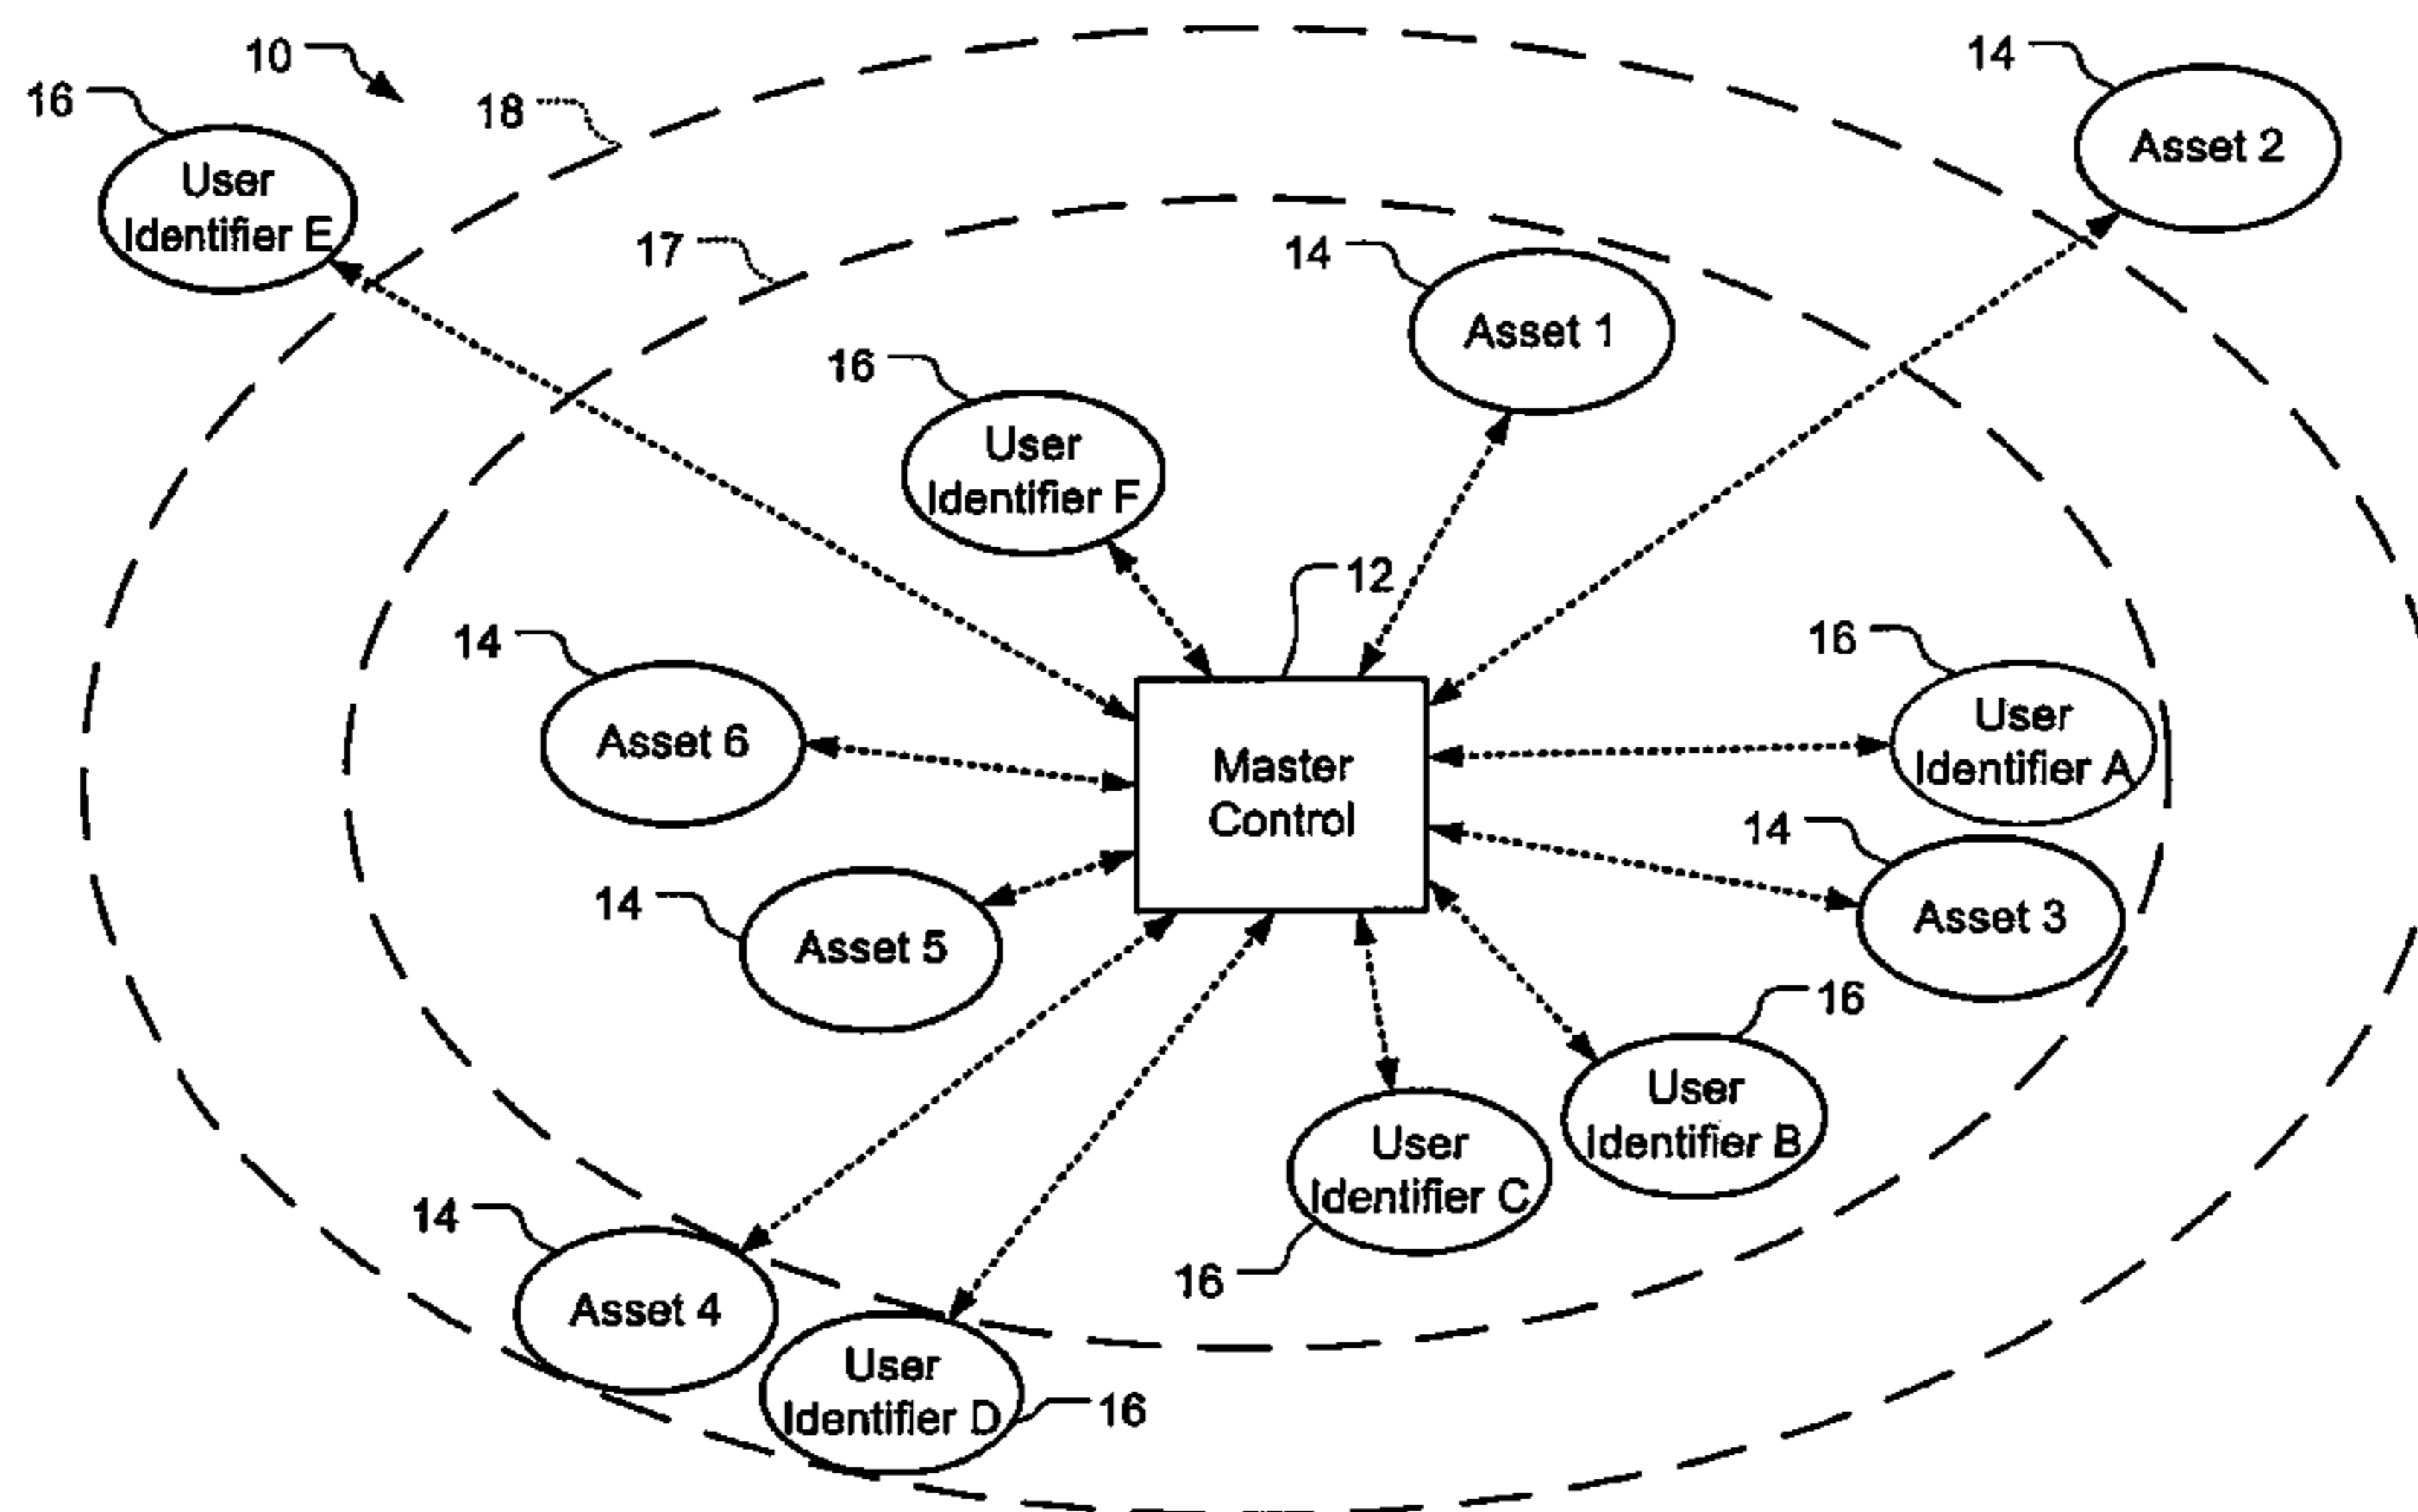 10
14
16
18
Asset 2
User
Identifier E
17
14
Asset 1
16
User
Identifier F
12
14
16
Asset 6
User
Identifier A
Master
Control
14
14
Asset 3
Asset 5
16
User
Identifier B
User
Identifier C
14
16
Asset 4
User
Identifier D
16